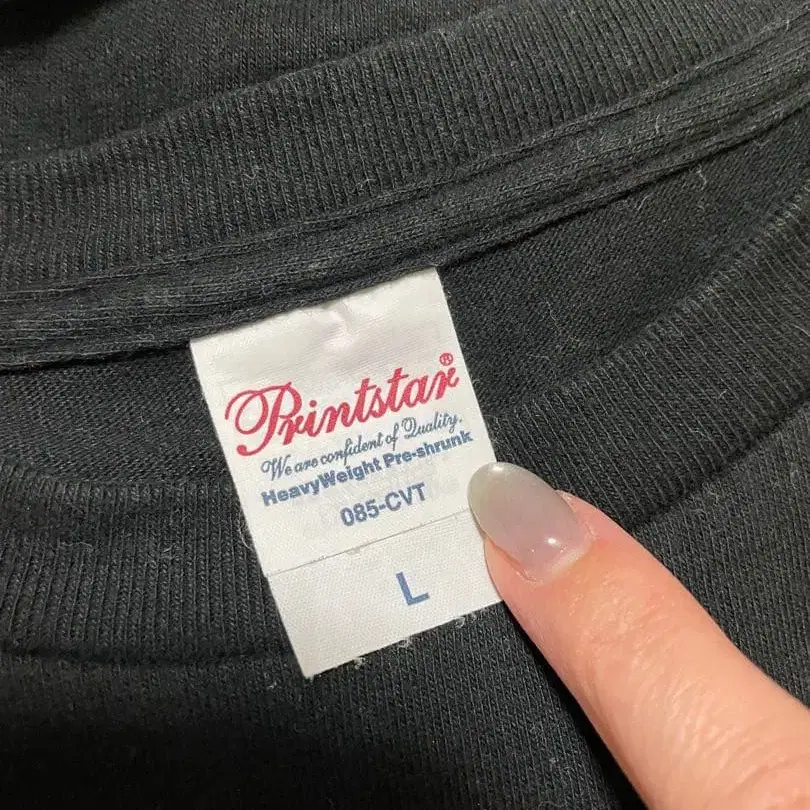 Printstar®
We are confident of Quality.
HeavyWeight Pre-shrunk
085-CVT
L